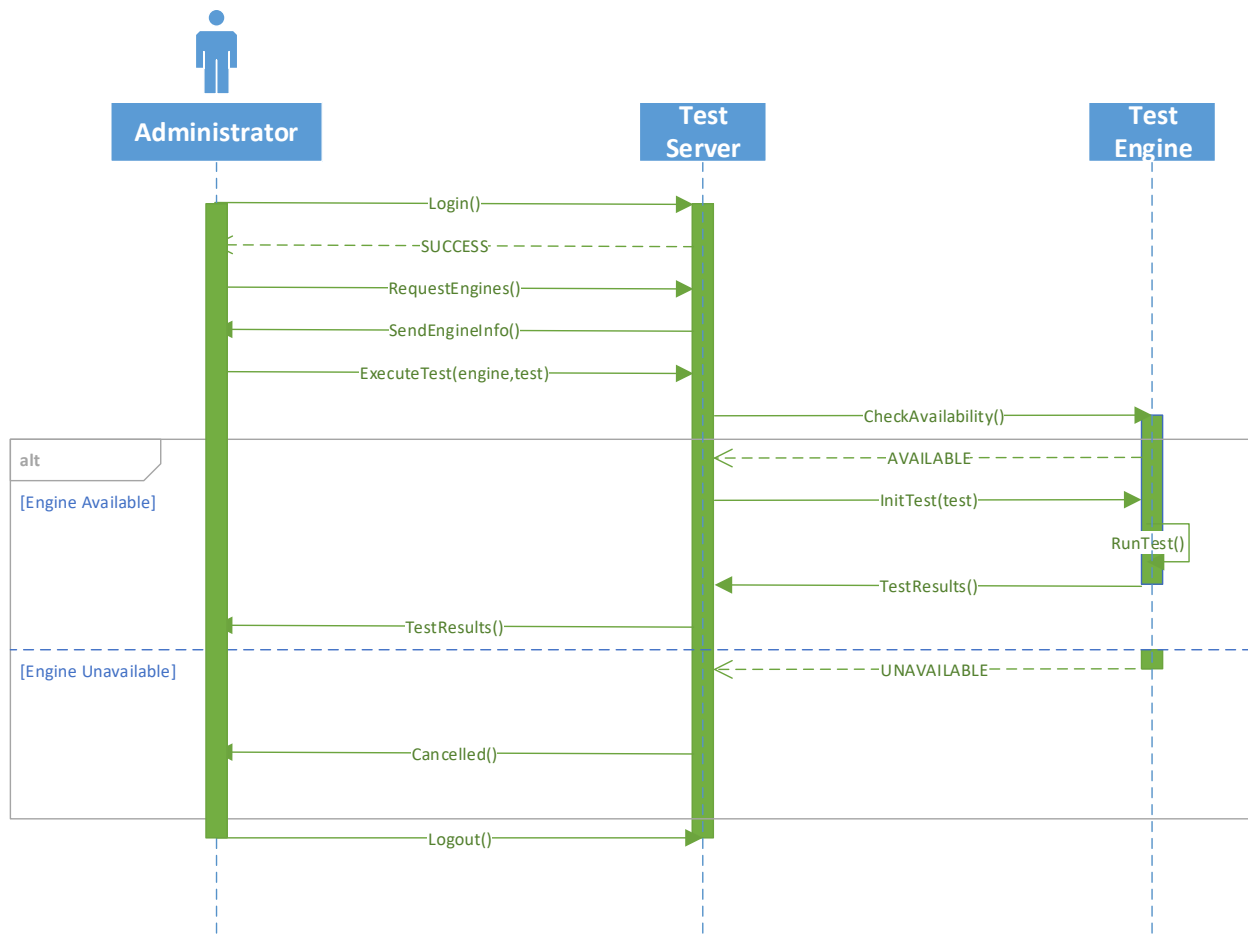 Administrator
Test
Server
Test
Engine
Login()
SUCCESS
RequestEngines()
SendEngineInfo()
ExecuteTest(engine,test)
CheckAvailability()
alt
AVAILABLE
[Engine Available]
InitTest(test)
RunTest()
TestResults()
TestResults()
[Engine Unavailable]
UNAVAILABLE
Cancelled()
Logout()